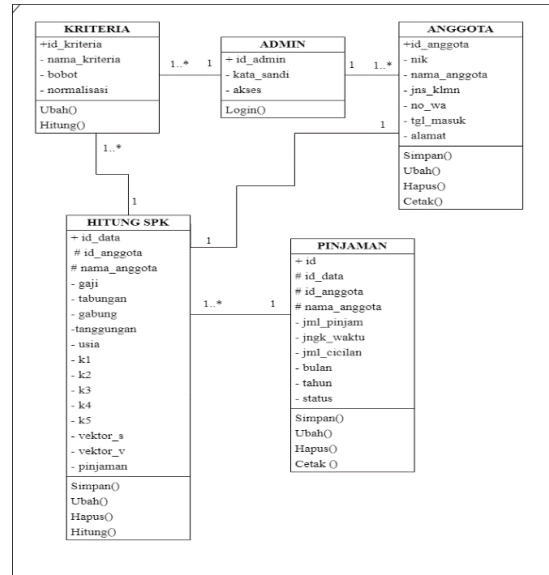 KRITERIA
+id_kriteria
- nama_kriteria
- bobot
- normalisasi
Ubah()
Hitung()
1..* 1
ADMIN
+ id_admin
- kata_sandi
- akses
Login()
1 1..*
ANGGOTA
+id_anggota
- nik
- nama_anggota
- jns_klmn
- no_wa
- tgl_masuk
- alamat
Simpan()
Ubah()
Hapus()
Cetak()
1..*
1
1
1
HITUNG SPK
+ id_data
# id_anggota
# nama_anggota
- gaji
- tabungan
- gabung
-tanggungan
- usia
- k1
- k2
- k3
- k4
- k5
- vektor_s
- vektor_v
- pinjaman
Simpan()
Ubah()
Hapus()
Hitung()
1..* 1
PINJAMAN
+ id
# id_data
# id_anggota
# nama_anggota
- jml_pinjam
- jngk_waktu
- jml_cicilan
- bulan
- tahun
- status
Simpan()
Ubah()
Hapus()
Cetak ()